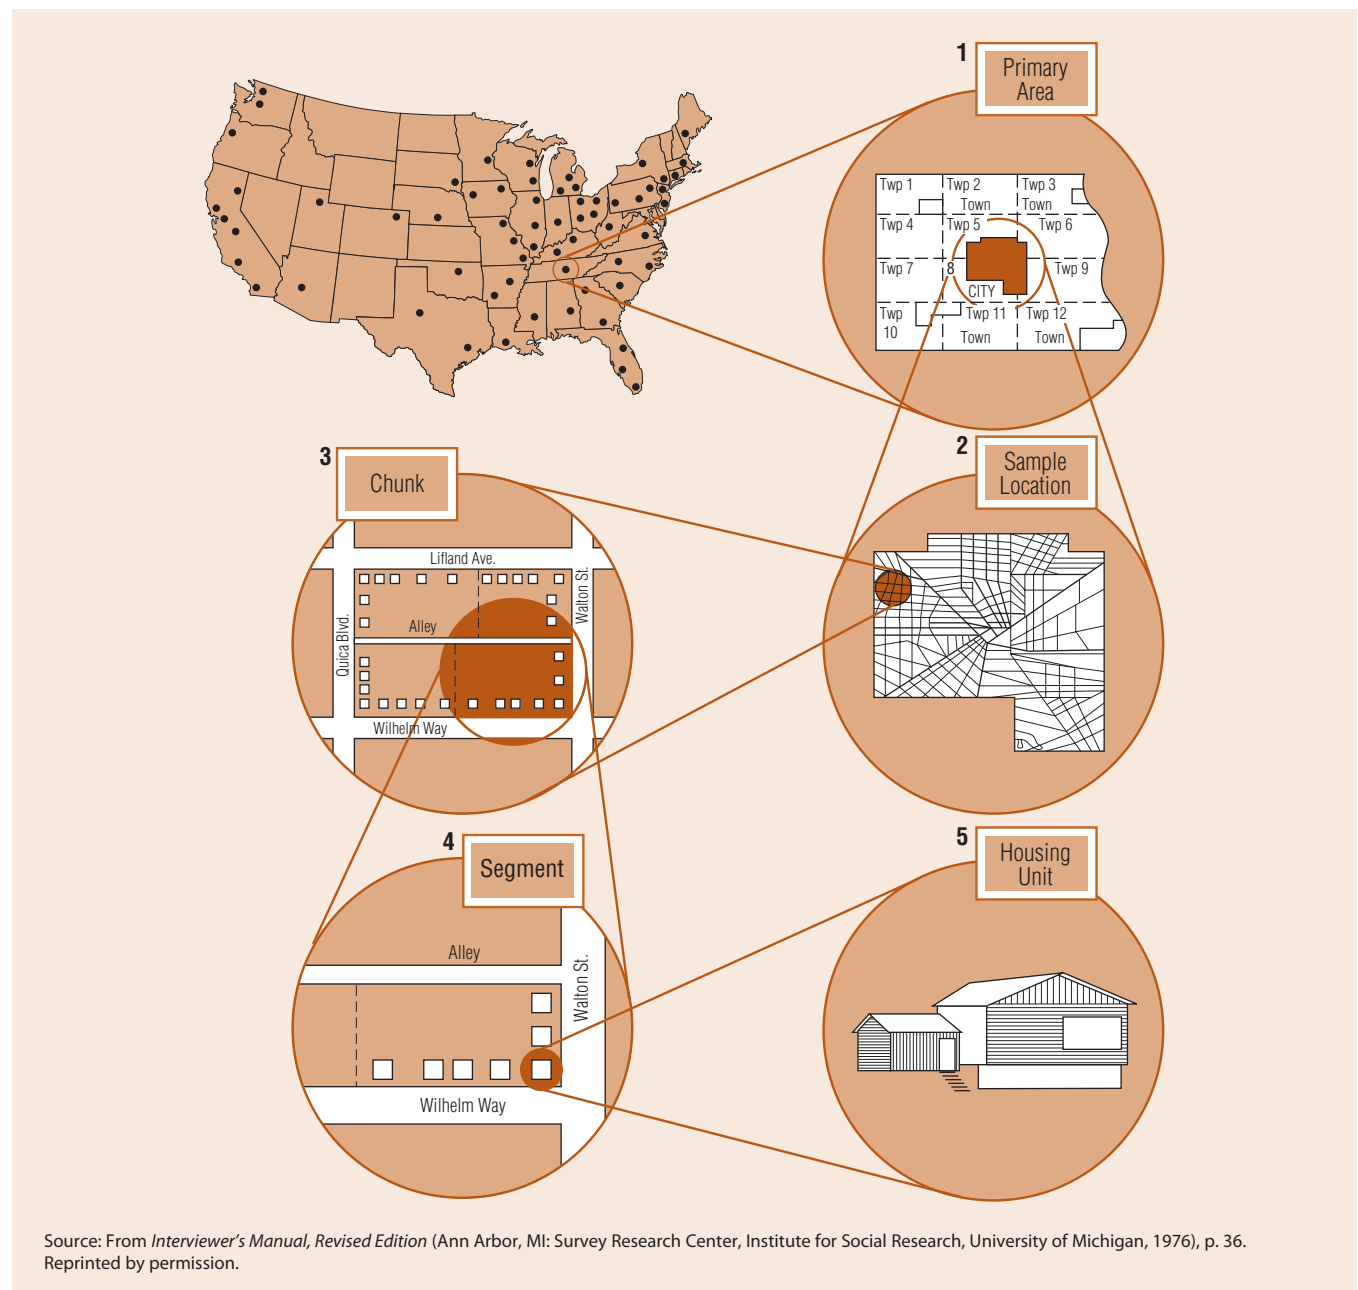 1
Primary
Area
Twp 1
Twp 2
Twp 3
Town
Town
Twp 4
Twp 5
Twp 6
Twp 7
8
Twp 9
CITY
Twp
10
Twp 11
Twp 12
Town
Town
2
Sample
Location
3
Chunk
Lifland Ave.
Quica Blvd.
Walton St.
Alley
Wilhelm Way
4
Segment
Alley
Walton St.
Wilhelm Way
5
Housing
Unit
Source: From Interviewer's Manual, Revised Edition (Ann Arbor, MI: Survey Research Center, Institute for Social Research, University of Michigan, 1976), p. 36.
Reprinted by permission.